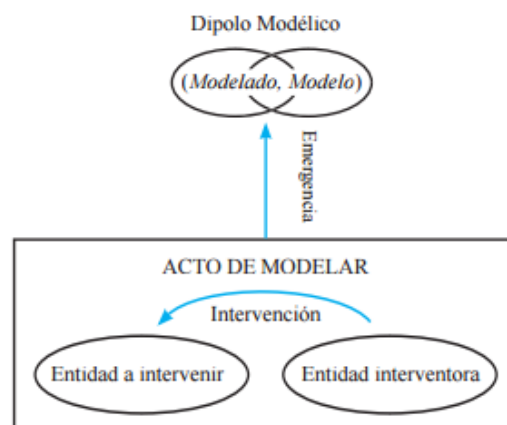 Dipolo Modélico
(Modelado, Modelo)
Emergencia
ACTO DE MODELAR
Intervención
Entidad a intervenir
Entidad interventora